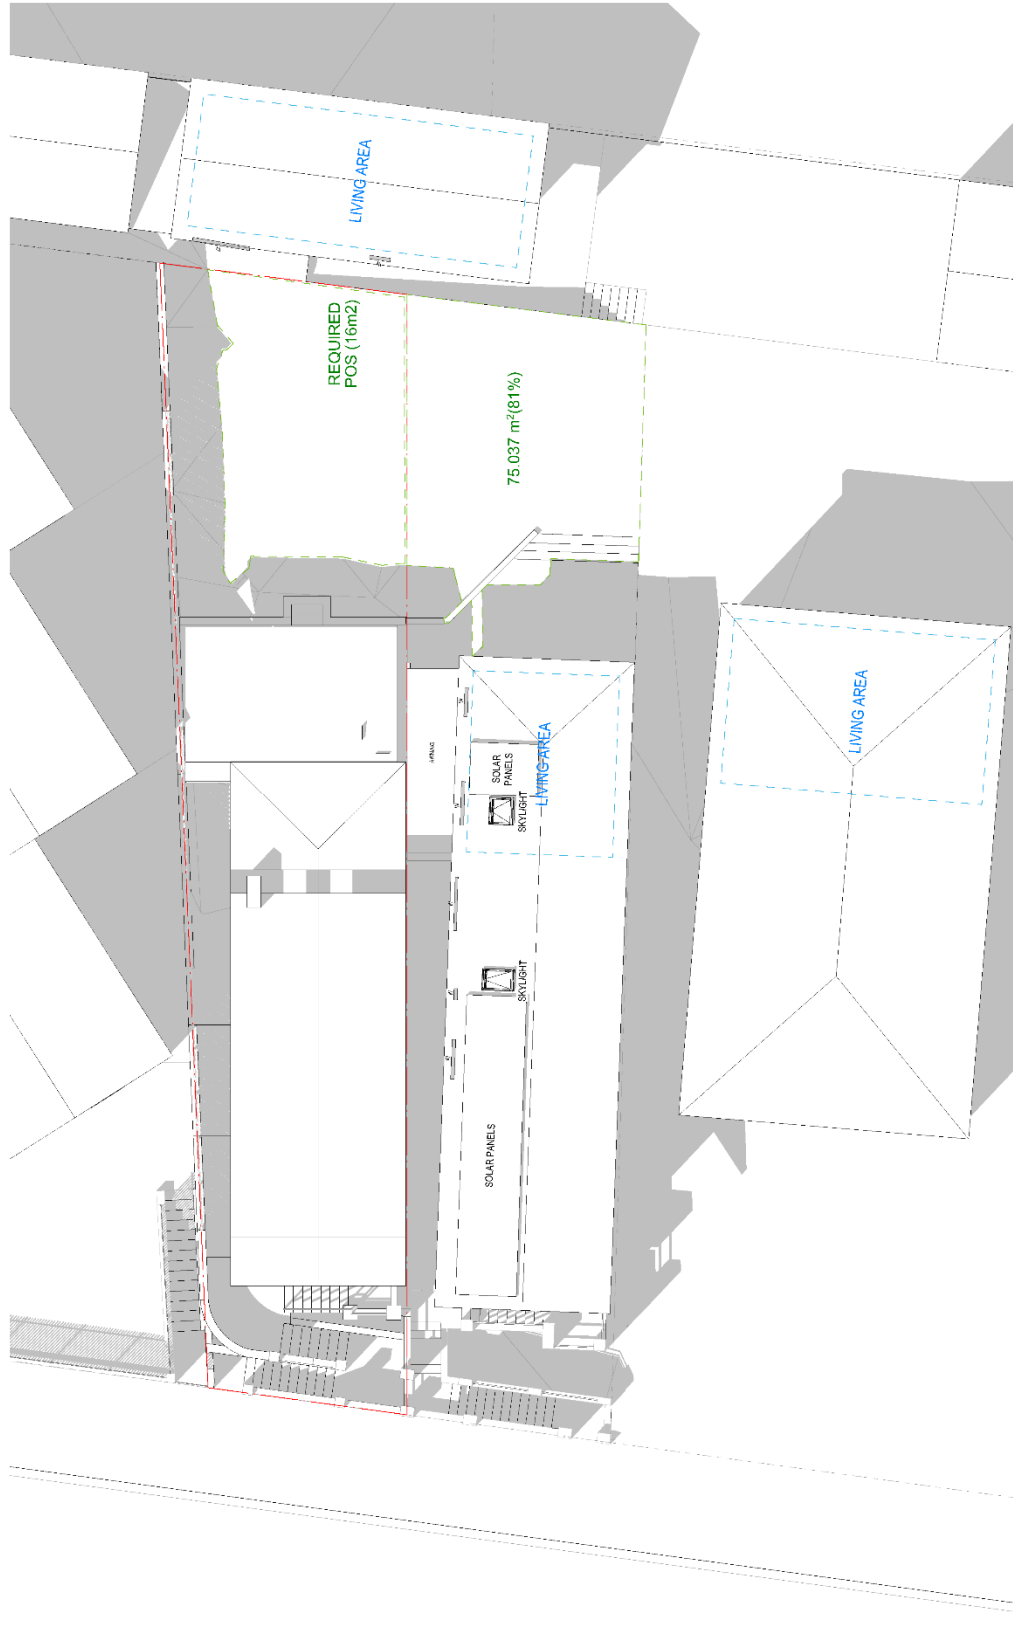 LIVING AREA
REQUIRED
POS (16m2)
75.037 m²(81%)
LIVING AREA
AWNING
SOLAR
PANELS
LIVING AREA
SKYLIGHT
SKYLIGHT
SOLAR PANELS